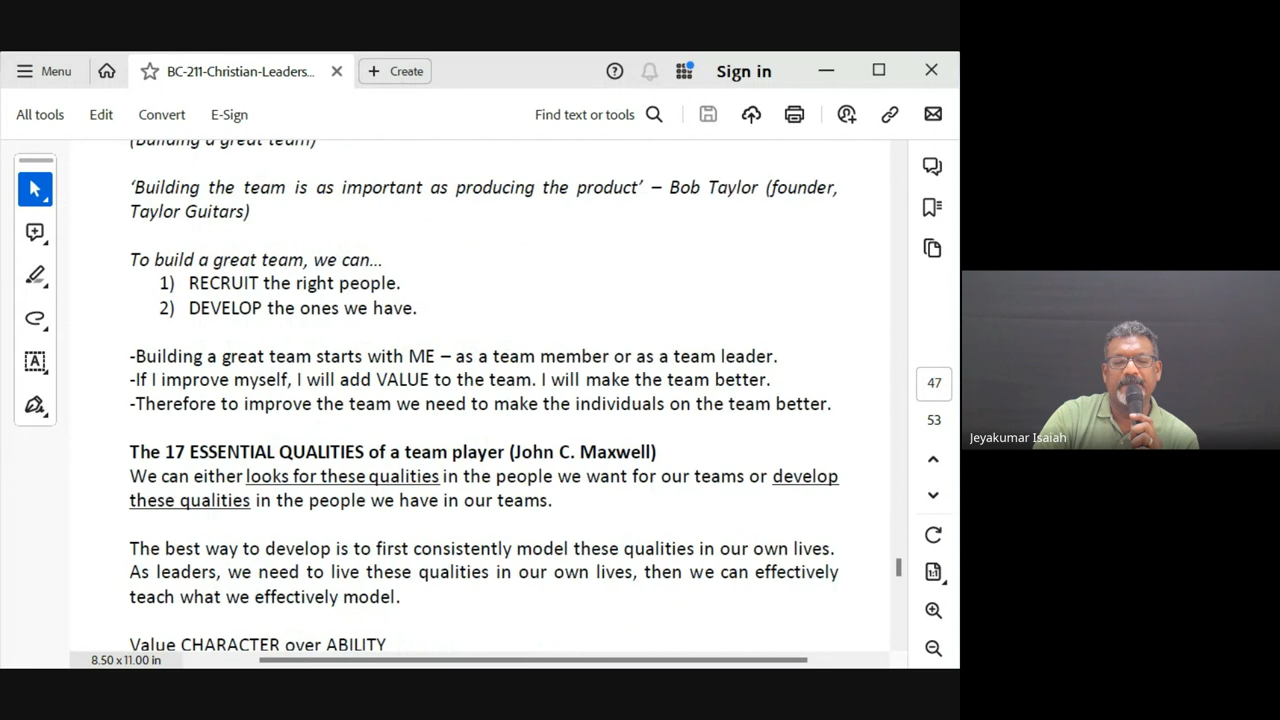 Menu
BC-211-Christian-Leaders...
Create
Sign in
All tools
Edit
Convert
E-Sign
Find text or tools
(Building a great team)
‘Building the team is as important as producing the product’ – Bob Taylor (founder,
Taylor Guitars)
To build a great team, we can…
1) RECRUIT the right people.
2) DEVELOP the ones we have.
-Building a great team starts with ME – as a team member or as a team leader.
-If I improve myself, I will add VALUE to the team. I will make the team better.
-Therefore to improve the team we need to make the individuals on the team better.
The 17 ESSENTIAL QUALITIES of a team player (John C. Maxwell)
We can either looks for these qualities in the people we want for our teams or develop
these qualities in the people we have in our teams.
The best way to develop is to first consistently model these qualities in our own lives.
As leaders, we need to live these qualities in our own lives, then we can effectively
teach what we effectively model.
Value CHARACTER over ABILITY
8.50 x 11.00 in
47
53
1:1
Jeyakumar Isaiah